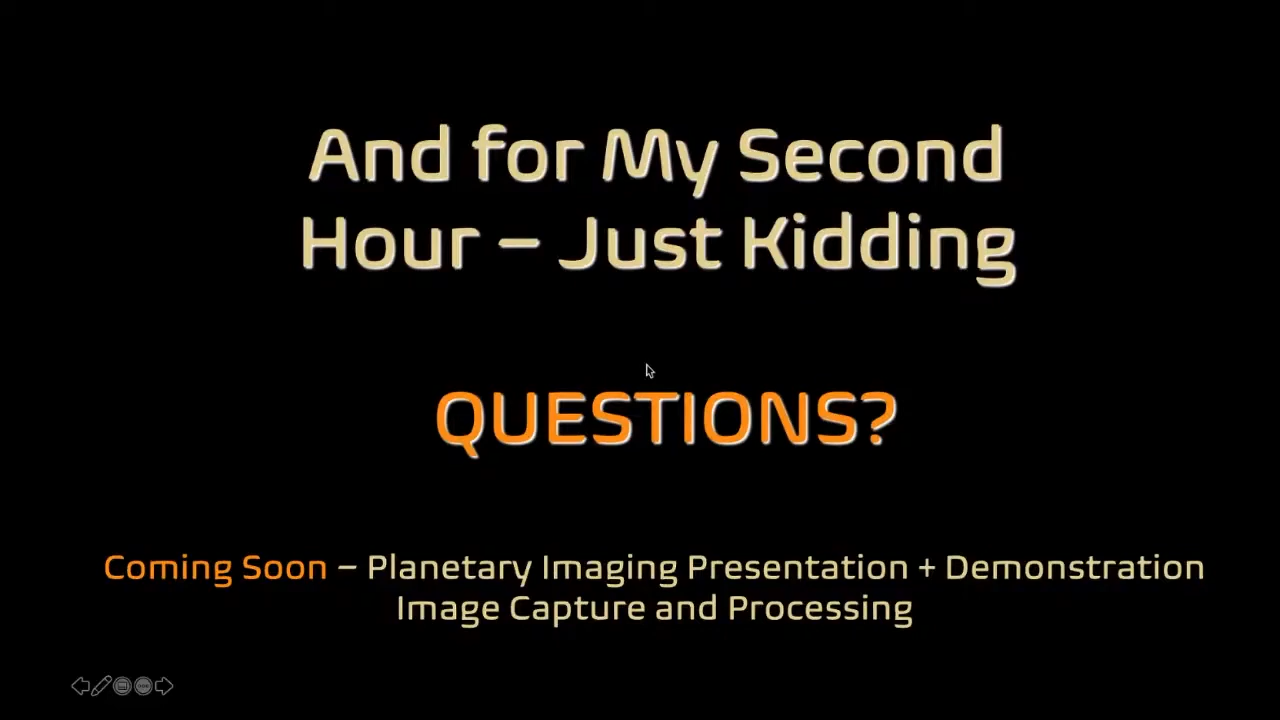 And for My Second
Hour – Just Kidding
QUESTIONS?
Coming Soon – Planetary Imaging Presentation + Demonstration
Image Capture and Processing